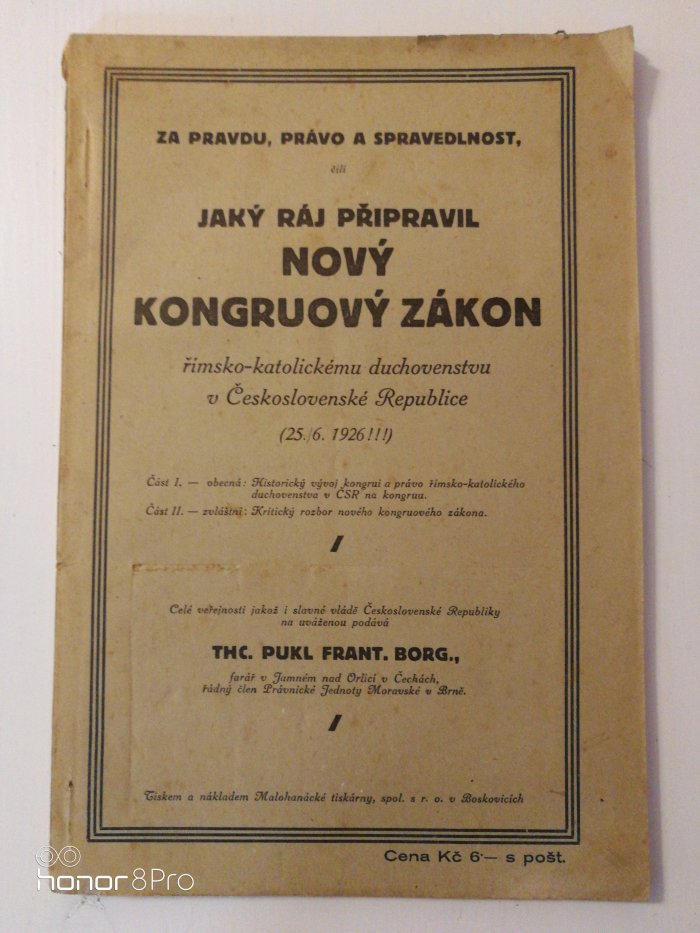 ZA PRAVDU, PRÁVO A SPRAVEDLNOST,
čili
JAKÝ RÁJ PŘIPRAVIL
NOVÝ
KONGRUOVÝ ZÁKON
římsko-katolickému duchovenstvu
v Československé Republice
(25./6. 1926!!!)
Část I. — obecná: Historický vývoj kongrui a právo římsko-katolického
duchovenstva v ČSR na kongruu.
Část II. — zvláštní: Kritický rozbor nového kongruového zákona.
Celé veřejnosti jakož i slavné vládě Československé Republiky
na uváženou podává
THC. PUKL FRANT. BORG.,
farář v Jamném nad Orlicí v Čechách,
řádný člen Právnické Jednoty Moravské v Brně.
Tiskem a nákladem Malohanácké tiskárny, spol. s r. o. v Boskovicích
Cena Kč 6·— s pošt.
honor 8 Pro